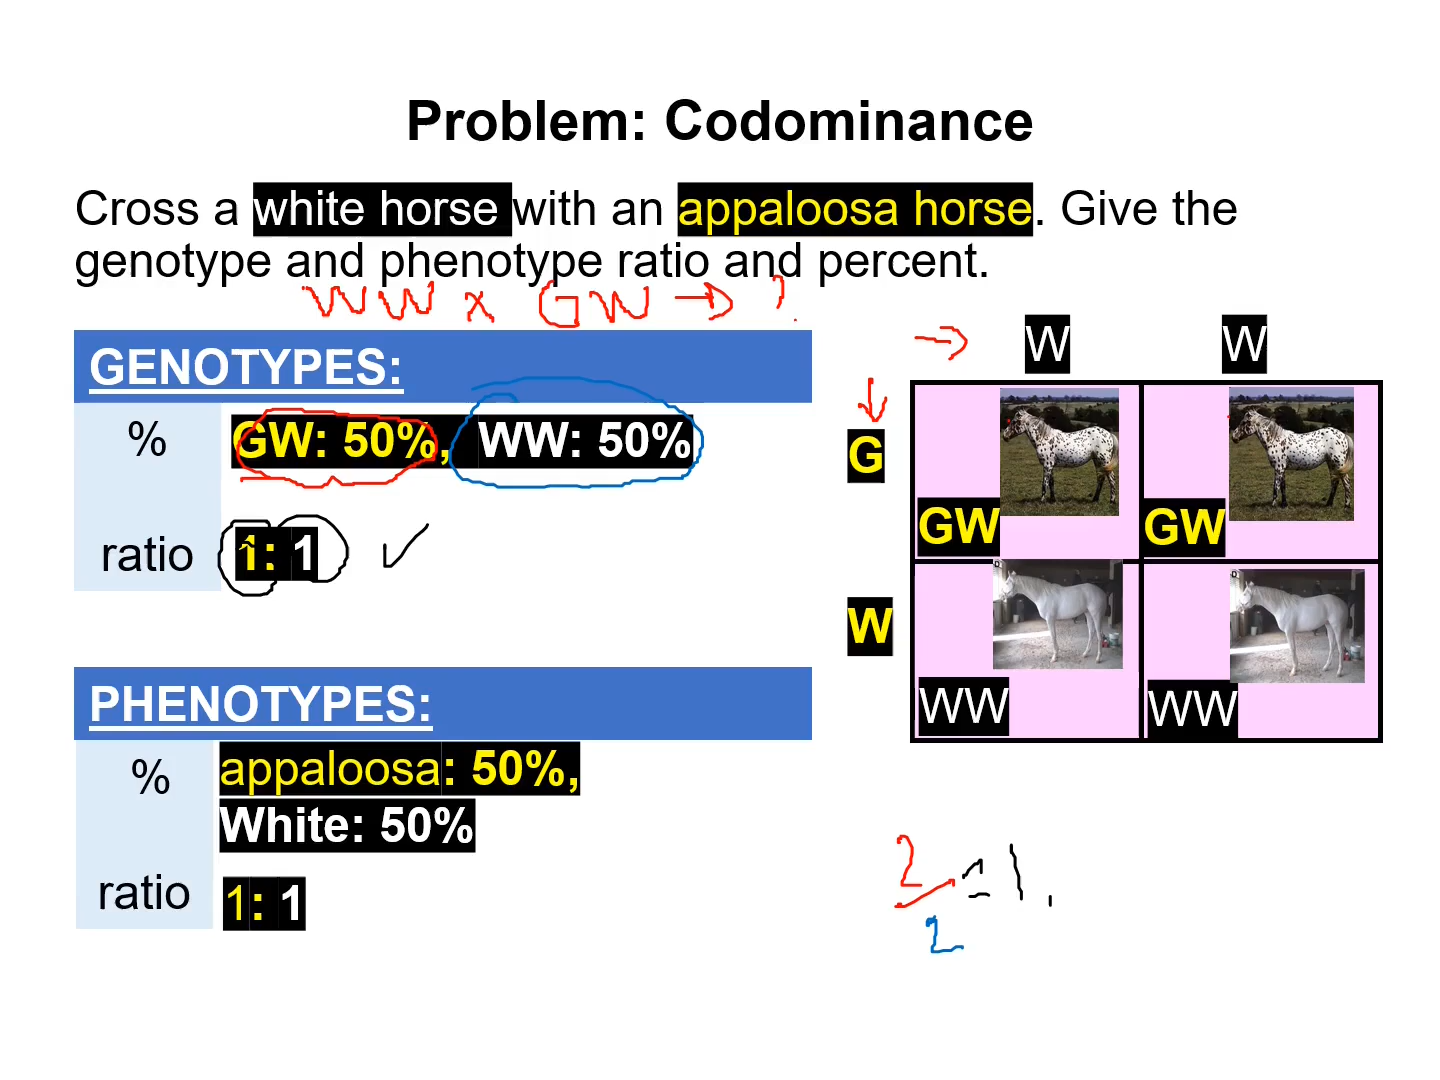 Problem: Codominance
Cross a white horse with an appaloosa horse. Give the
genotype and phenotype ratio and percent.
WW x GW → ?
GENOTYPES:
% GW: 50%, WW: 50%
ratio 1: 1 ✓
PHENOTYPES:
% appaloosa: 50%,
White: 50%
ratio 1: 1
→ W W
↓
G
GW GW
W
WW WW
2
2
1.